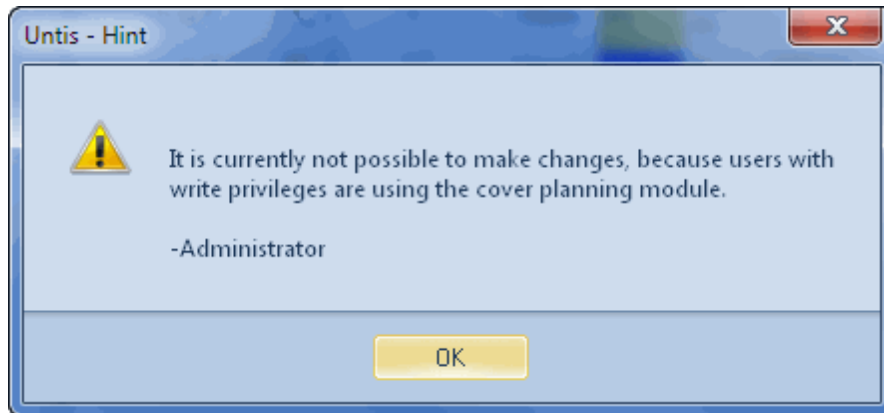 Untis - Hint
It is currently not possible to make changes, because users with
write privileges are using the cover planning module.
-Administrator
OK